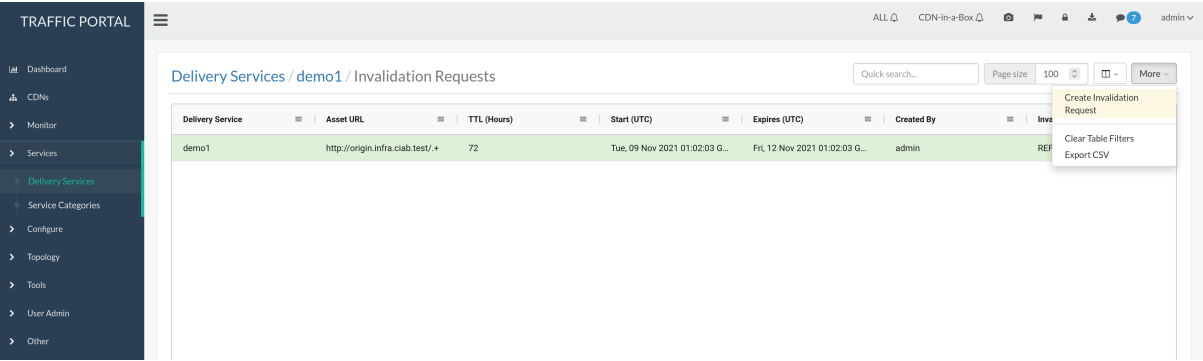 TRAFFIC PORTAL
ALL CDN-in-a-Box 7 admin
Dashboard
CDNs
Monitor
Services
Delivery Services
Service Categories
Configure
Topology
Tools
User Admin
Other
Delivery Services / demo1 / Invalidation Requests
Quick search... Page size 100 More
Create Invalidation
Request
Clear Table Filters
Export CSV
Delivery Service Asset URL TTL (Hours) Start (UTC) Expires (UTC) Created By
demo1 http://origin.infra.ciab.test/.+ 72 Tue, 09 Nov 2021 01:02:03 G... Fri, 12 Nov 2021 01:02:03 G... admin